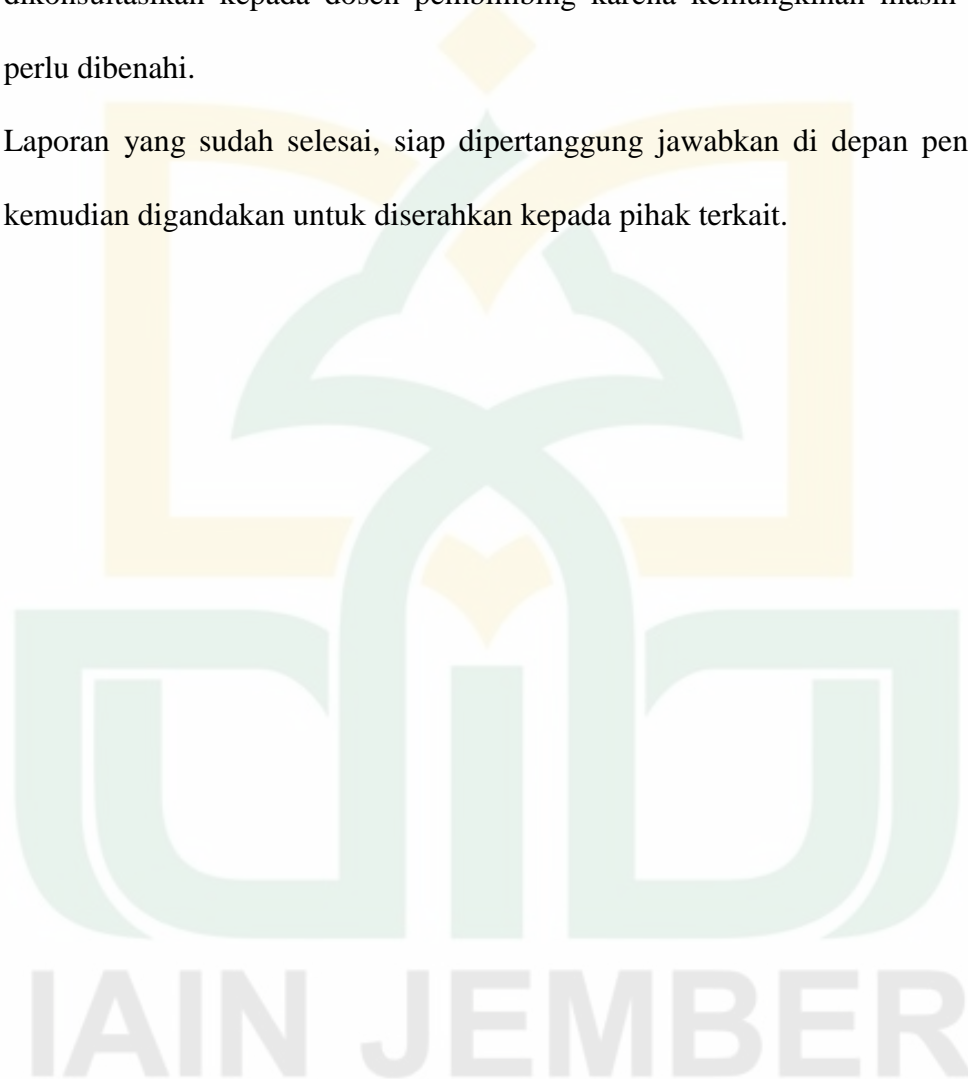 dikonsultasikan kepada dosen pembimbing karena kemungkinan masih
perlu dibenahi.
Laporan yang sudah selesai, siap dipertanggung jawabkan di depan pen
kemudian digandakan untuk diserahkan kepada pihak terkait.
IAIN JEMBER